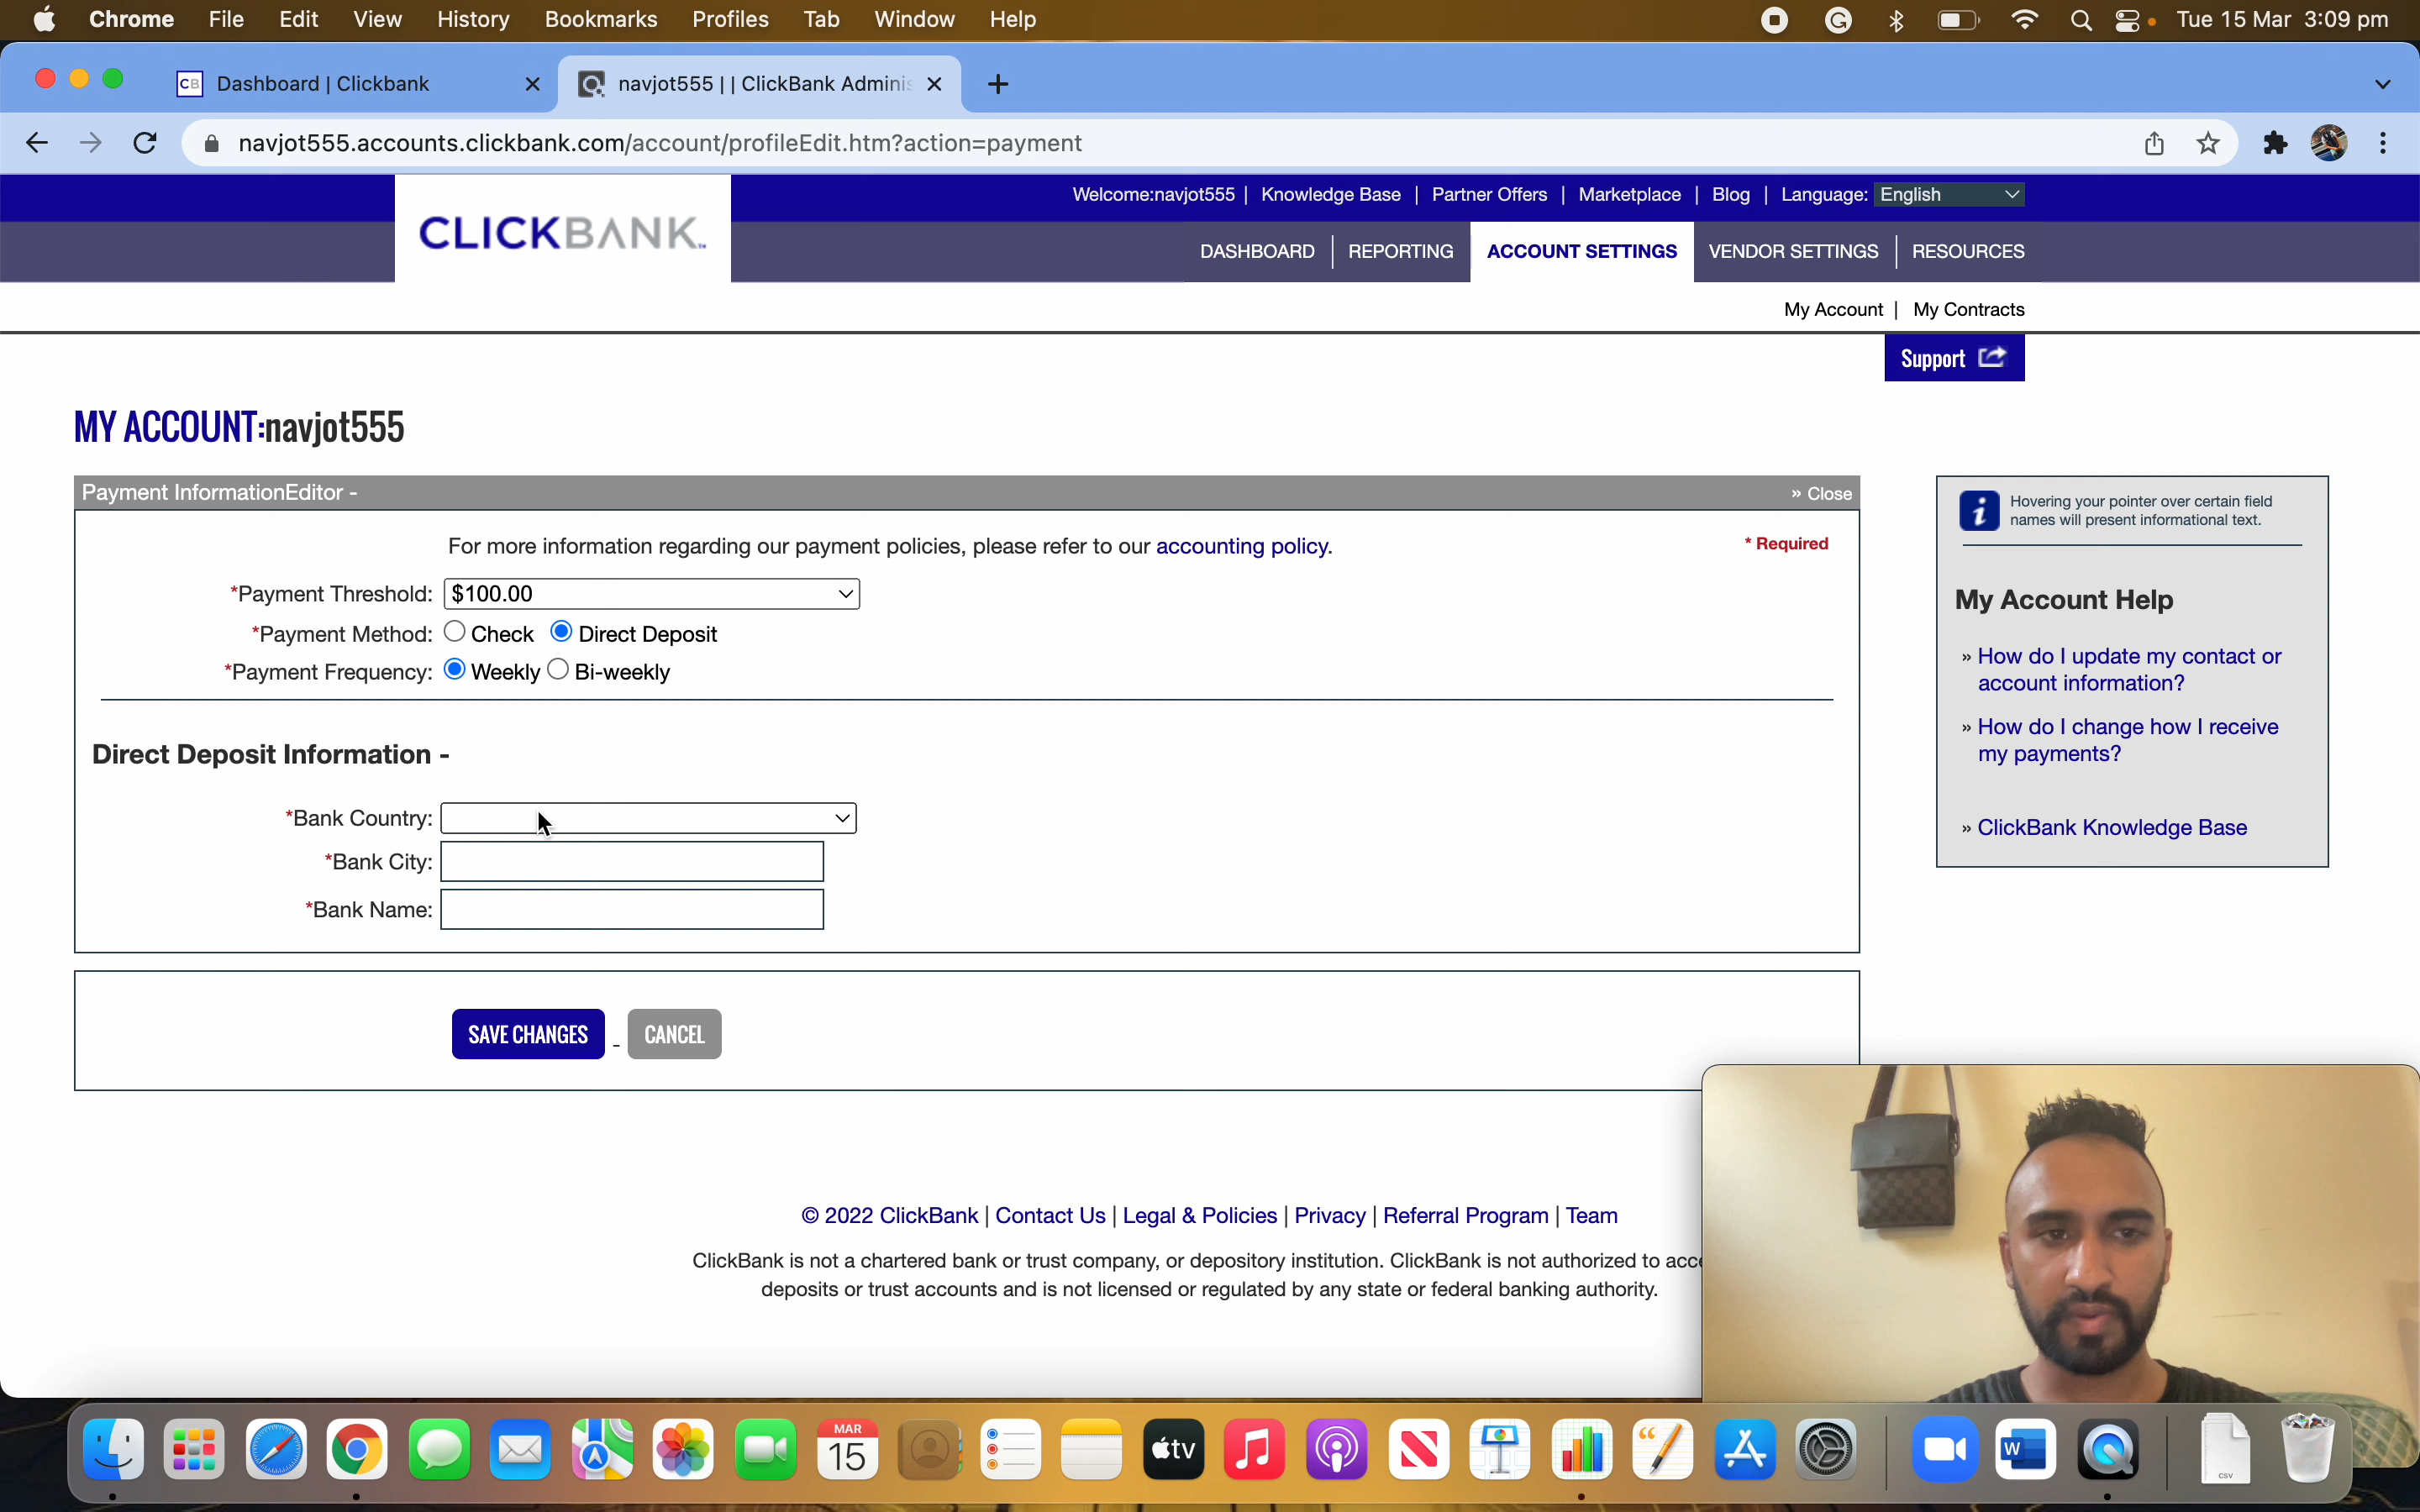 Chrome File Edit View History Bookmarks Profiles Tab Window Help Tue 15 Mar 3:09 pm
CB Dashboard | Clickbank navjot555 | | ClickBank Adminis
navjot555.accounts.clickbank.com/account/profileEdit.htm?action=payment
Welcome:navjot555 | Knowledge Base | Partner Offers | Marketplace | Blog | Language: English
CLICKBANK
DASHBOARD | REPORTING ACCOUNT SETTINGS VENDOR SETTINGS | RESOURCES
My Account | My Contracts
Support
MY ACCOUNT:navjot555
Payment InformationEditor - » Close
For more information regarding our payment policies, please refer to our accounting policy. * Required
*Payment Threshold: $100.00
*Payment Method: Check Direct Deposit
*Payment Frequency: Weekly Bi-weekly
Direct Deposit Information -
*Bank Country:
*Bank City:
*Bank Name:
SAVE CHANGES - CANCEL
i Hovering your pointer over certain field
names will present informational text.
My Account Help
» How do I update my contact or
account information?
» How do I change how I receive
my payments?
» ClickBank Knowledge Base
© 2022 ClickBank | Contact Us | Legal & Policies | Privacy | Referral Program | Team
ClickBank is not a chartered bank or trust company, or depository institution. ClickBank is not authorized to acce
deposits or trust accounts and is not licensed or regulated by any state or federal banking authority.
MAR
15
tv
W
CSV